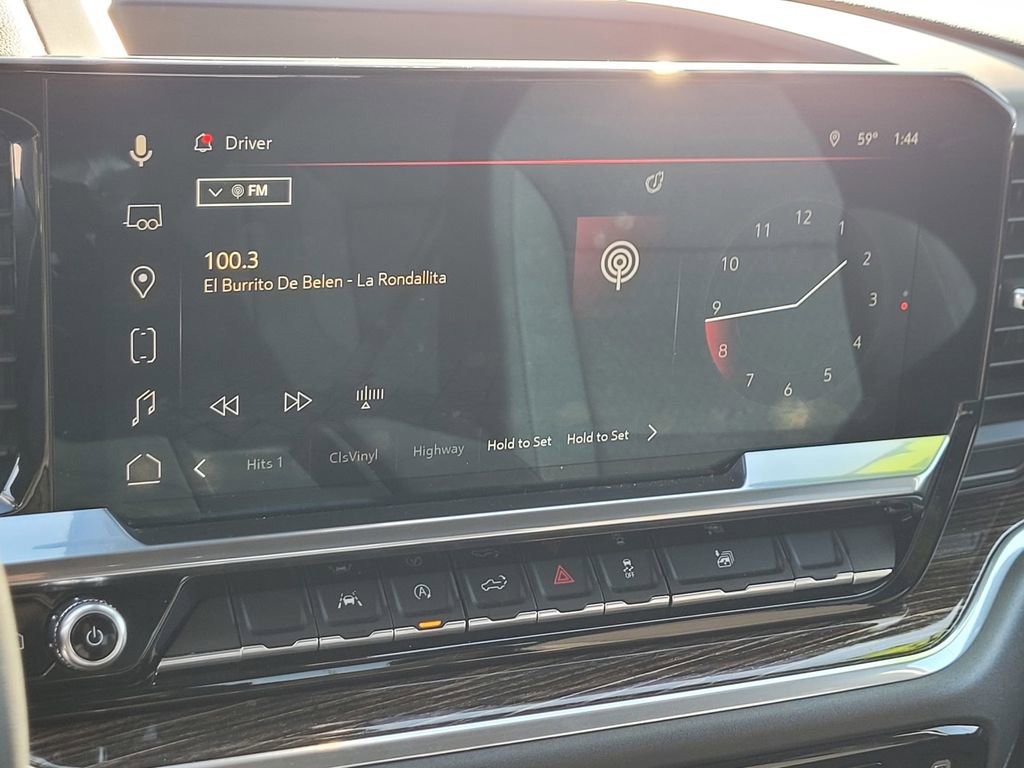 Driver
59° 1:44
FM
100.3
El Burrito De Belen - La Rondallita
12
1
2
3
4
5
6
7
8
9
10
11
Hits 1
ClsVinyl
Highway
Hold to Set
Hold to Set
A
OFF